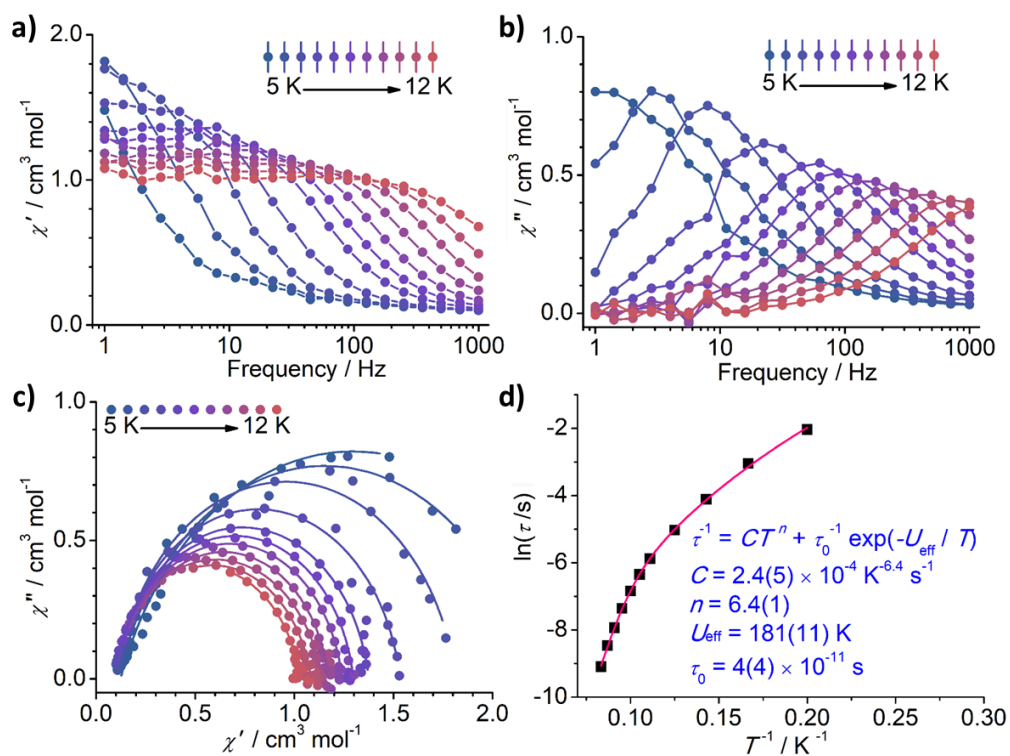 a)
2.0
1.0
0.0
χ′ / cm³ mol⁻¹
5 K
12 K
1
10
100
1000
Frequency / Hz
b)
1.0
0.5
0.0
χ″ / cm³ mol⁻¹
5 K
12 K
1
10
100
1000
Frequency / Hz
c)
1.0
0.5
0.0
χ″ / cm³ mol⁻¹
5 K
12 K
0.0
0.5
1.0
1.5
2.0
χ′ / cm³ mol⁻¹
d)
-2
-4
-6
-8
-10
ln(τ /s)
τ⁻¹ = CTⁿ + τ₀⁻¹ exp(-Ueff / T)
C = 2.4(5) × 10⁻⁴ K⁻⁶·⁴ s⁻¹
n = 6.4(1)
Ueff = 181(11) K
τ₀ = 4(4) × 10⁻¹¹ s
0.10
0.15
0.20
0.25
0.30
T⁻¹ / K⁻¹